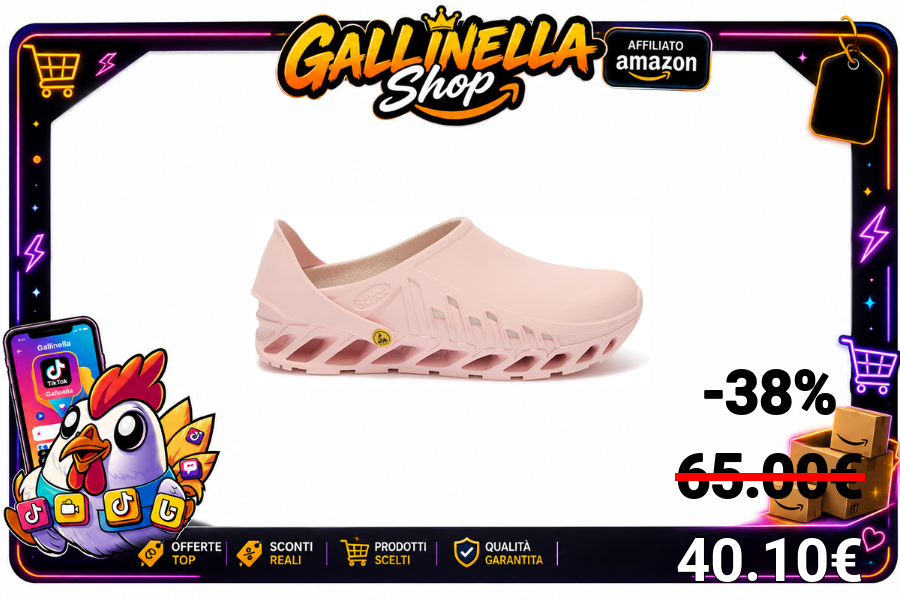 GALLINELLA
Shop
AFFILIATO
amazon
Scholl
Gallinella
TikTok
Gallinella
-38%
65.00€
40.10€
OFFERTE
TOP
SCONTI
REALI
PRODOTTI
SCELTI
QUALITÀ
GARANTITA